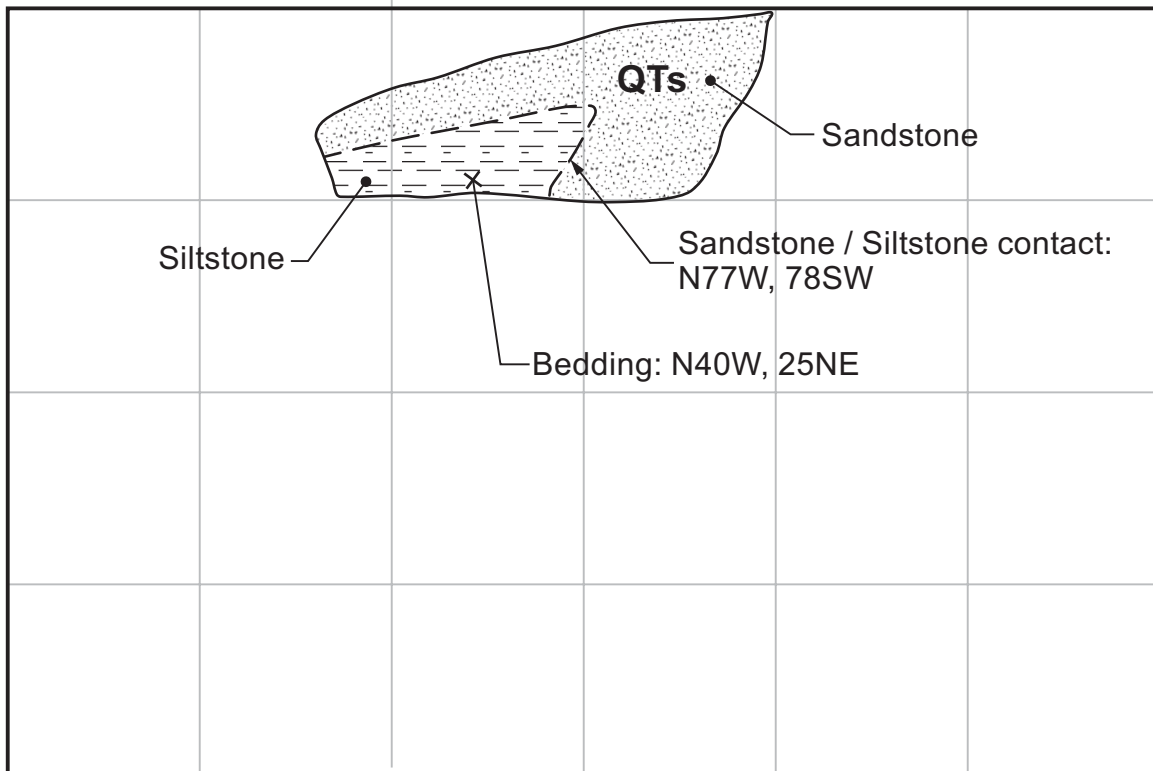 QTs
Sandstone
Siltstone
Sandstone / Siltstone contact:
N77W, 78SW
Bedding: N40W, 25NE